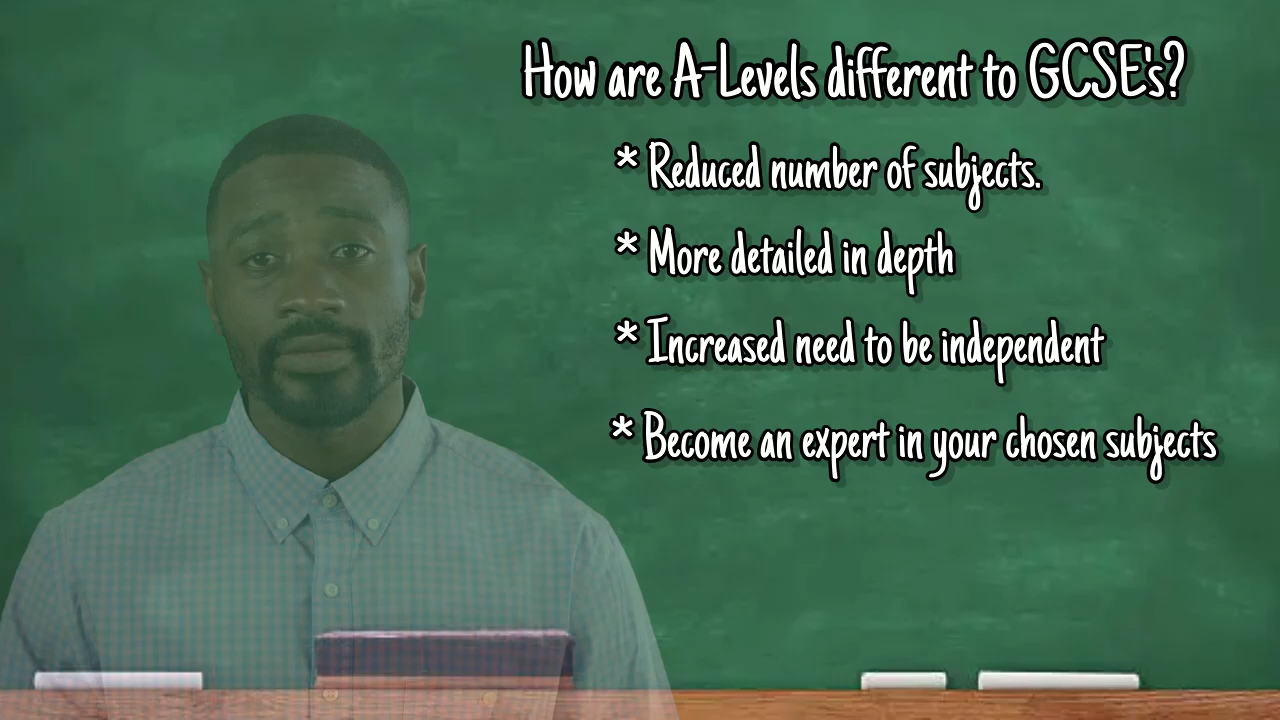 How are A-Levels different to GCSE's?
* Reduced number of subjects.
* More detailed in depth
* Increased need to be independent
* Become an expert in your chosen subjects